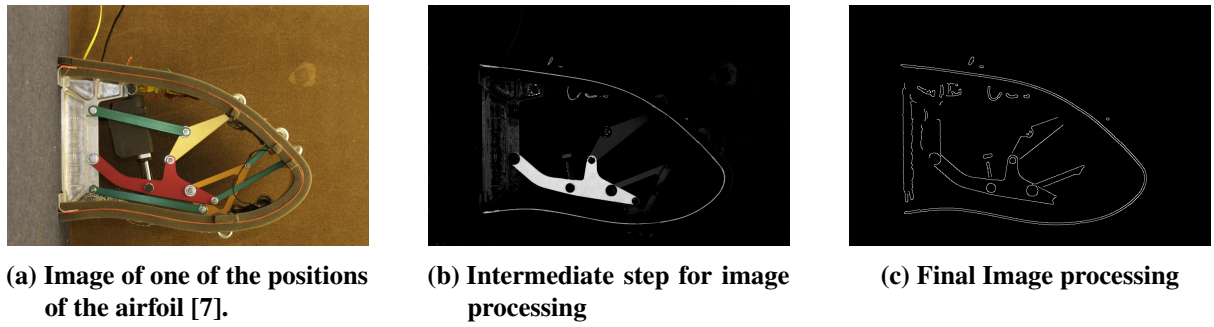 (a) Image of one of the positions
of the airfoil [7].
(b) Intermediate step for image
processing
(c) Final Image processing